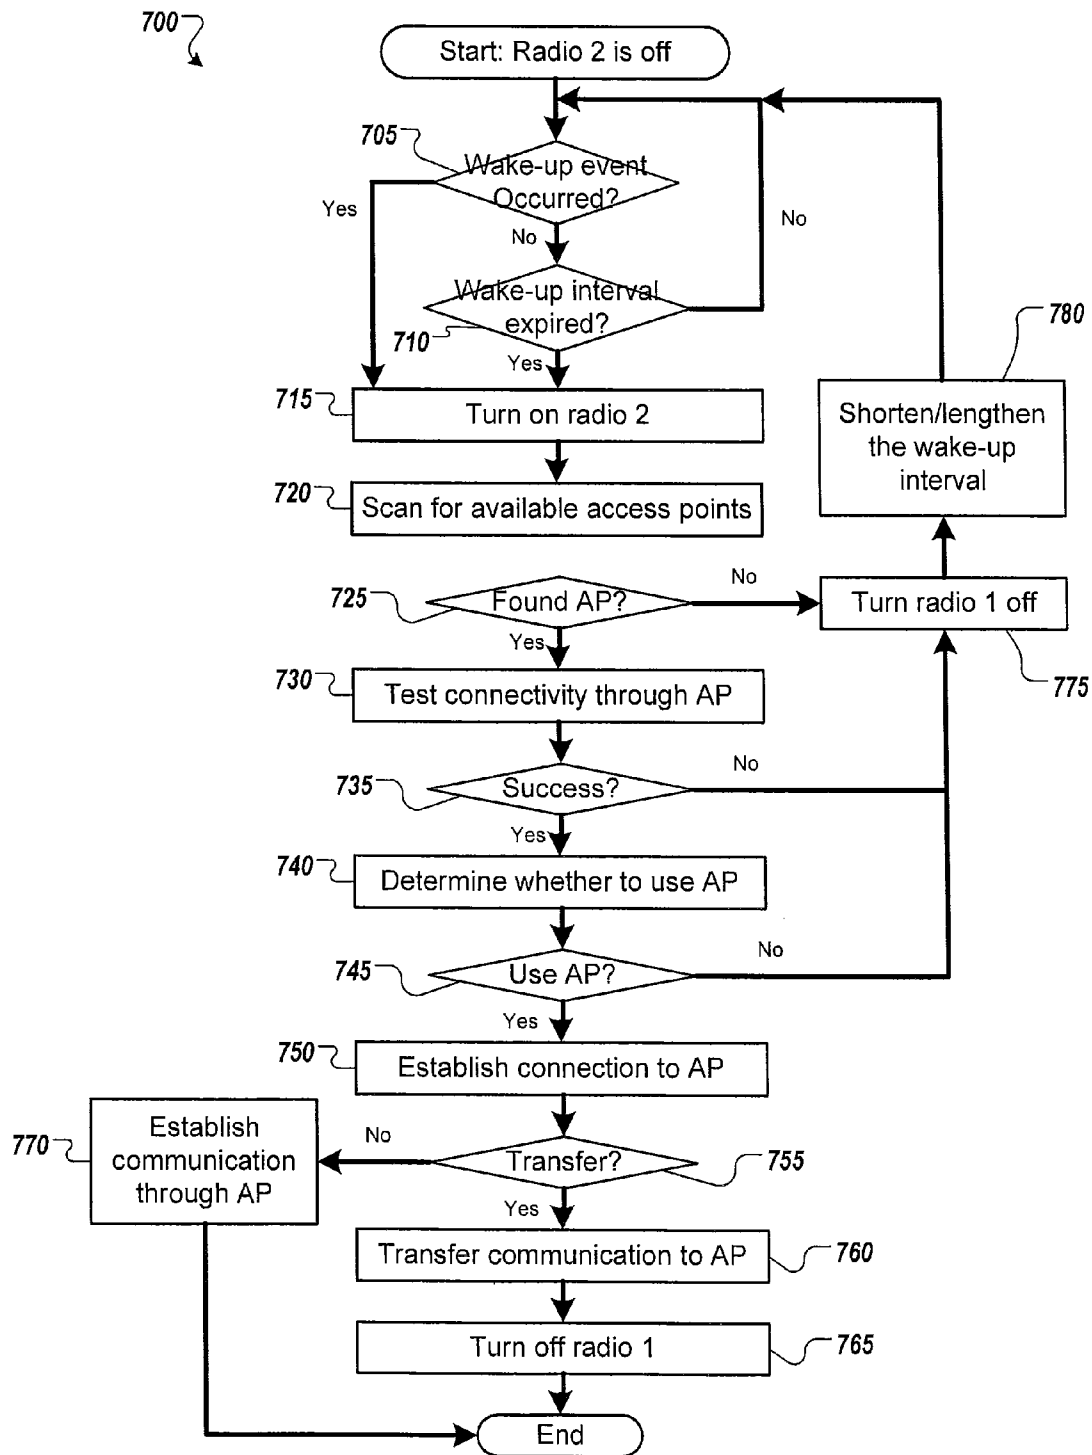 700
Start: Radio 2 is off
705
Wake-up event
Occurred?
Yes
No
No
Wake-up interval
expired?
710
Yes
780
715
Turn on radio 2
Shorten/lengthen
the wake-up
interval
720
Scan for available access points
725
Found AP?
No
Turn radio 1 off
Yes
730
Test connectivity through AP
775
735
Success?
No
Yes
740
Determine whether to use AP
745
Use AP?
No
Yes
750
Establish connection to AP
770
Establish
communication
through AP
No
Transfer?
755
Yes
Transfer communication to AP
760
Turn off radio 1
765
End